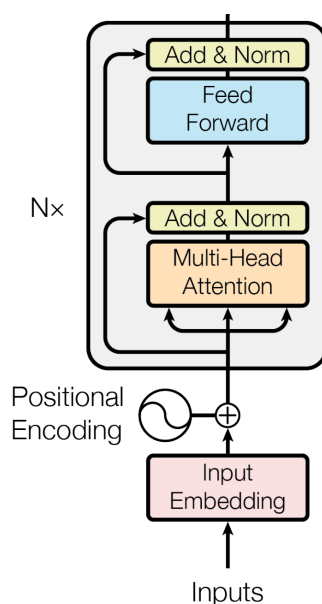 Add & Norm
Feed
Forward
N×
Add & Norm
Multi-Head
Attention
Positional
Encoding
Input
Embedding
Inputs